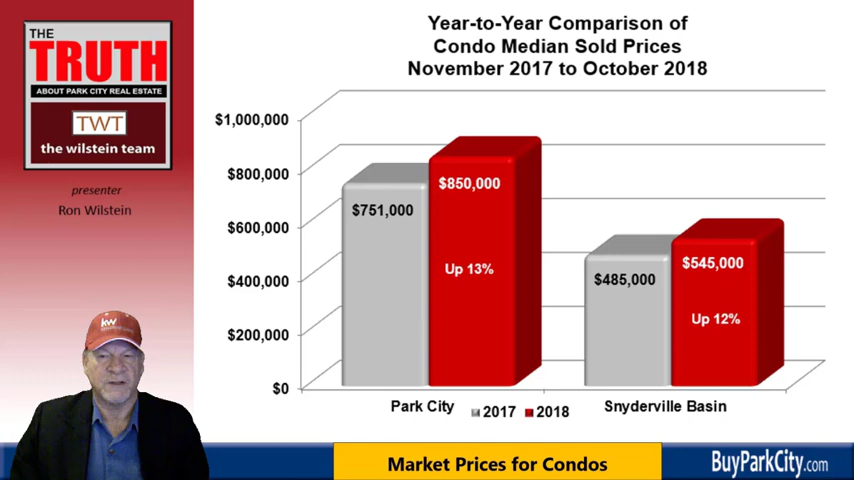 THE
TRUTH
ABOUT PARK CITY REAL ESTATE
TWT
the wilstein team
presenter
Ron Wilstein
kw
Year-to-Year Comparison of
Condo Median Sold Prices
November 2017 to October 2018
$1,000,000
$800,000
$600,000
$400,000
$200,000
$0
$751,000
$850,000
Up 13%
$485,000
$545,000
Up 12%
Park City
Snyderville Basin
2017
2018
Market Prices for Condos
BuyParkCity.com